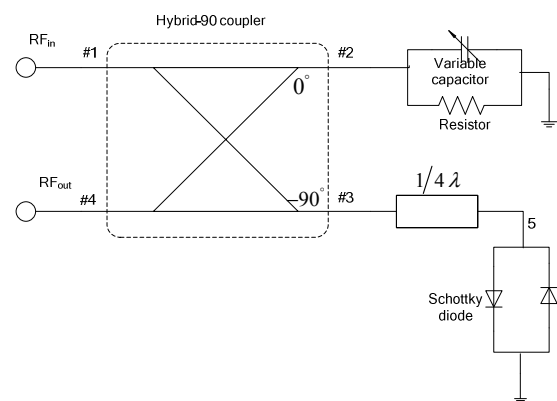 Hybrid-90 coupler
RFin
#1
#2
0°
Variable
capacitor
Resistor
RFout
#4
-90°
#3
1/4 λ
5
Schottky
diode